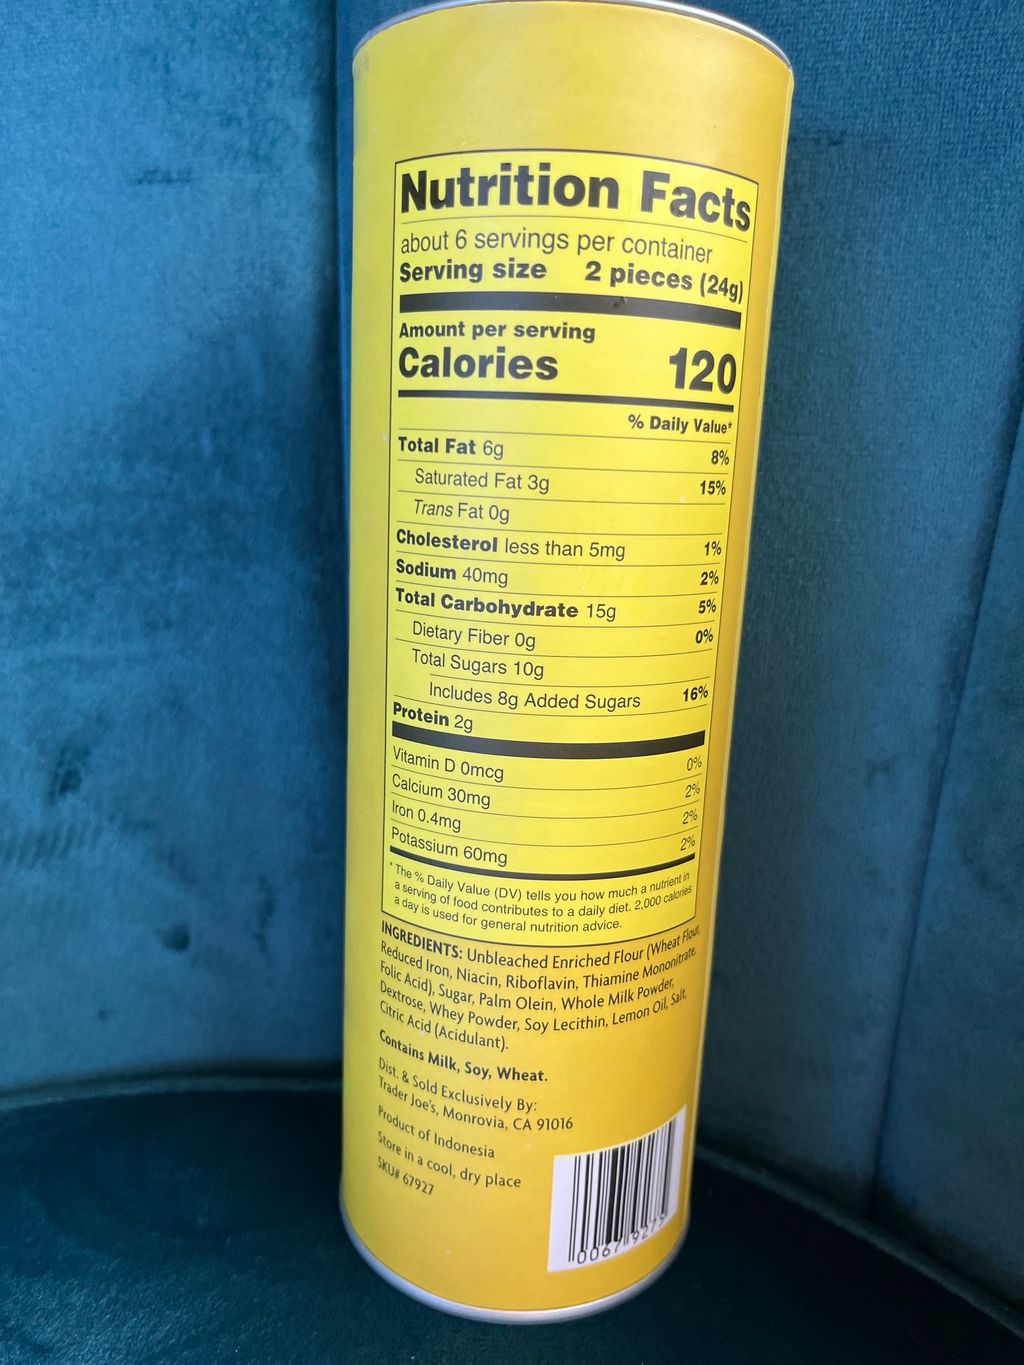 Nutrition Facts
about 6 servings per container
Serving size 2 pieces (24g)
Amount per serving
Calories 120
% Daily Value*
Total Fat 6g 8%
Saturated Fat 3g 15%
Trans Fat 0g
Cholesterol less than 5mg 1%
Sodium 40mg 2%
Total Carbohydrate 15g 5%
Dietary Fiber 0g 0%
Total Sugars 10g
Includes 8g Added Sugars 16%
Protein 2g
Vitamin D 0mcg 0%
Calcium 30mg 2%
Iron 0.4mg 2%
Potassium 60mg 2%
* The % Daily Value (DV) tells you how much a nutrient in
a serving of food contributes to a daily diet. 2,000 calories
a day is used for general nutrition advice.
INGREDIENTS: Unbleached Enriched Flour (Wheat Flour,
Reduced Iron, Niacin, Riboflavin, Thiamine Mononitrate,
Folic Acid), Sugar, Palm Olein, Whole Milk Powder,
Dextrose, Whey Powder, Soy Lecithin, Lemon Oil, Salt,
Citric Acid (Acidulant).
Contains Milk, Soy, Wheat.
Dist. & Sold Exclusively By:
Trader Joe's, Monrovia, CA 91016
Product of Indonesia
Store in a cool, dry place
SKU# 67927